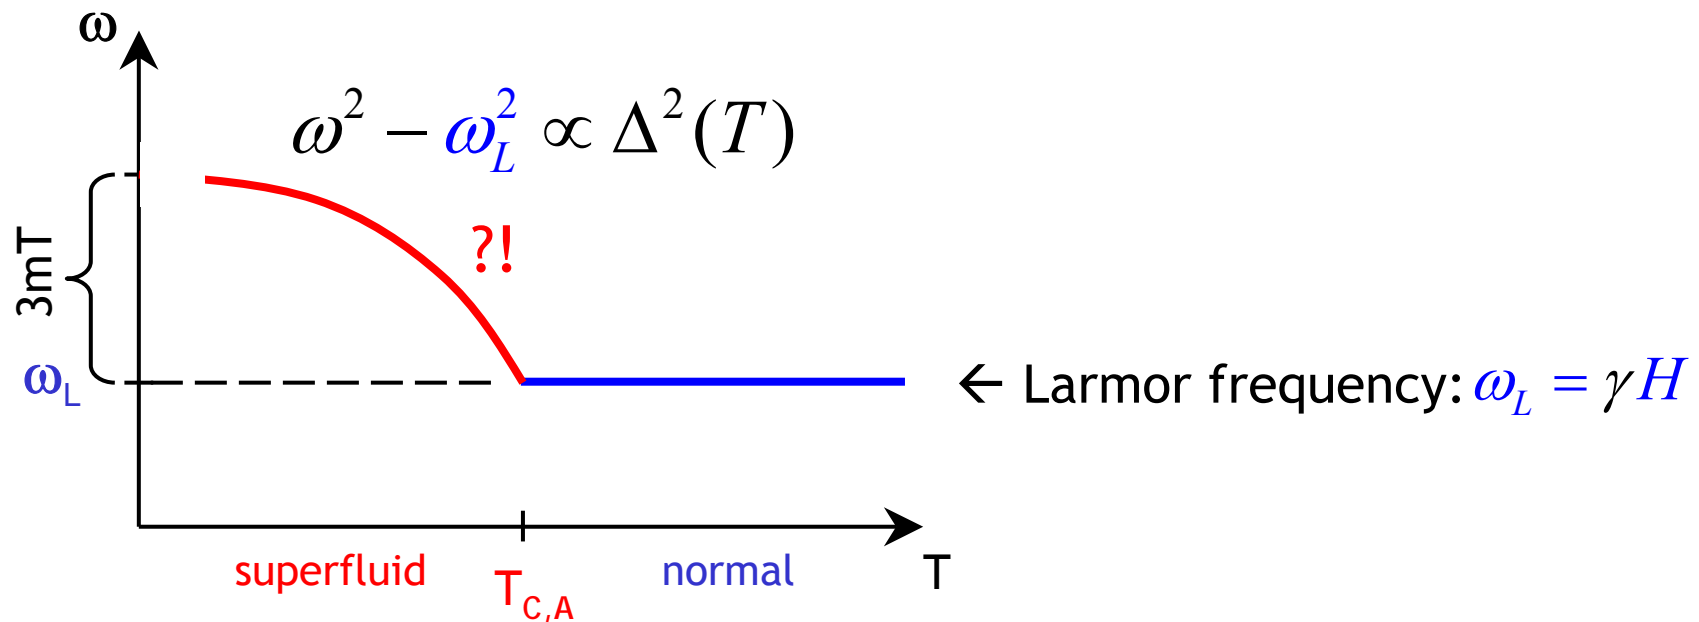 ω
ω² − ω_L² ∝ Δ²(T)
?!
3mT
ω_L
← Larmor frequency: ω_L = γH
superfluid
T_C,A
normal
T